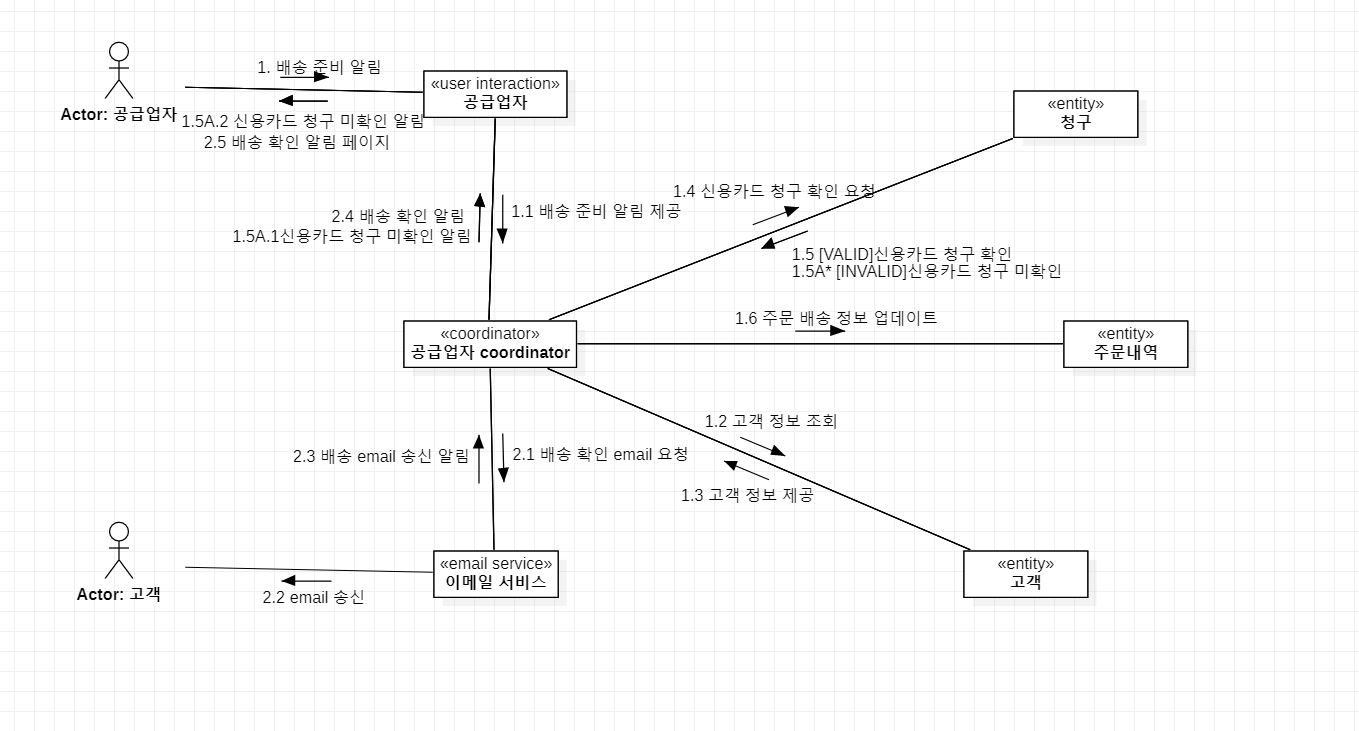 1. 배송 준비 알림
«user interaction»
공급업자
Actor: 공급업자
1.5A.2 신용카드 청구 미확인 알림
2.5 배송 확인 알림 페이지
«entity»
청구
1.4 신용카드 청구 확인 요청
2.4 배송 확인 알림
1.5A.1신용카드 청구 미확인 알림
1.1 배송 준비 알림 제공
1.5 [VALID]신용카드 청구 확인
1.5A* [INVALID]신용카드 청구 미확인
«coordinator»
공급업자 coordinator
1.6 주문 배송 정보 업데이트
«entity»
주문내역
1.2 고객 정보 조회
2.3 배송 email 송신 알림
2.1 배송 확인 email 요청
1.3 고객 정보 제공
Actor: 고객
«email service»
이메일 서비스
2.2 email 송신
«entity»
고객